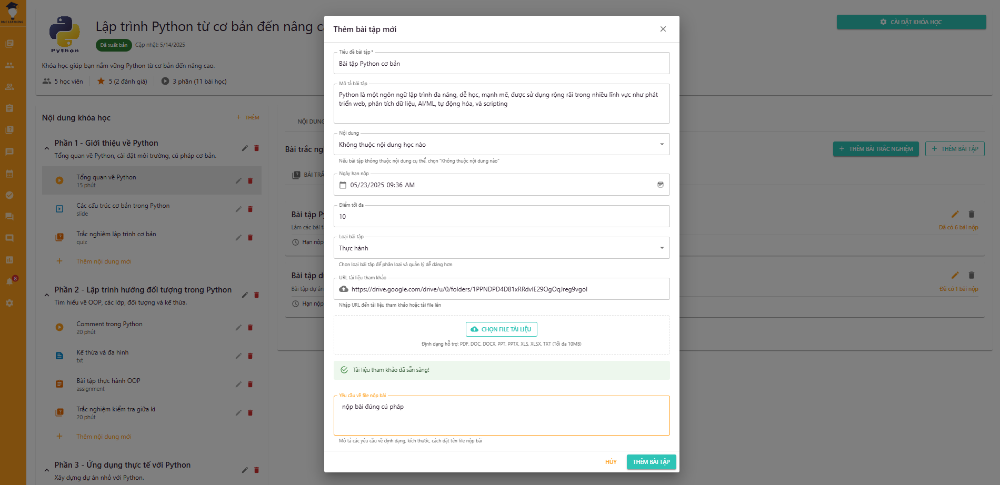 ONE LEARNING
8
Python
Lập trình Python từ cơ bản đến nâng c
Đã xuất bản
Cập nhật: 5/14/2025
Khóa học giúp bạn nắm vững Python từ cơ bản đến nâng cao.
5 học viên
5 (2 đánh giá)
3 phần (11 bài học)
CÀI ĐẶT KHÓA HỌC
Nội dung khóa học
THÊM
Phần 1 - Giới thiệu về Python
Tổng quan về Python, cài đặt môi trường, cú pháp cơ bản.
Tổng quan về Python
15 phút
Các cấu trúc cơ bản trong Python
slide
Trắc nghiệm lập trình cơ bản
quiz
Thêm nội dung mới
Phần 2 - Lập trình hướng đối tượng trong Python
Tìm hiểu về OOP, các lớp, đối tượng và kế thừa.
Comment trong Python
20 phút
Kế thừa và đa hình
txt
Bài tập thực hành OOP
assignment
Trắc nghiệm kiểm tra giữa kì
20 phút
Thêm nội dung mới
Phần 3 - Ứng dụng thực tế với Python
Xây dựng dự án nhỏ với Python.
NỘI DUNG
Bài trắc ng
THÊM BÀI TRẮC NGHIỆM
THÊM BÀI TẬP
BÀI TRẮ
Bài tập P
Làm các bài t
Hạn nộp
Đã có 6 bài nộp
Bài tập d
Bài tập dự án
Hạn nộp
Đã có 1 bài nộp
Thêm bài tập mới
Tiêu đề bài tập *
Bài tập Python cơ bản
Mô tả bài tập
Python là một ngôn ngữ lập trình đa năng, dễ học, mạnh mẽ, được sử dụng rộng rãi trong nhiều lĩnh vực như phát
triển web, phân tích dữ liệu, AI/ML, tự động hóa, và scripting
Nội dung
Không thuộc nội dung học nào
Nếu bài tập không thuộc nội dung cụ thể, chọn "Không thuộc nội dung nào"
Ngày hạn nộp
05/23/2025 09:36 AM
Điểm tối đa
10
Loại bài tập
Thực hành
Chọn loại bài tập để phân loại và quản lý dễ dàng hơn
URL tài liệu tham khảo
https://drive.google.com/drive/u/0/folders/1PPNDPD4D81xRRdvIE29OgOqJreg9vgoI
Nhập URL đến tài liệu tham khảo hoặc tải file lên
CHỌN FILE TÀI LIỆU
Định dạng hỗ trợ: PDF, DOC, DOCX, PPT, PPTX, XLS, XLSX, TXT (Tối đa 10MB)
Tài liệu tham khảo đã sẵn sàng!
Yêu cầu về file nộp bài
nộp bài đúng cú pháp
Mô tả các yêu cầu về định dạng, kích thước, cách đặt tên file nộp bài
HỦY
THÊM BÀI TẬP